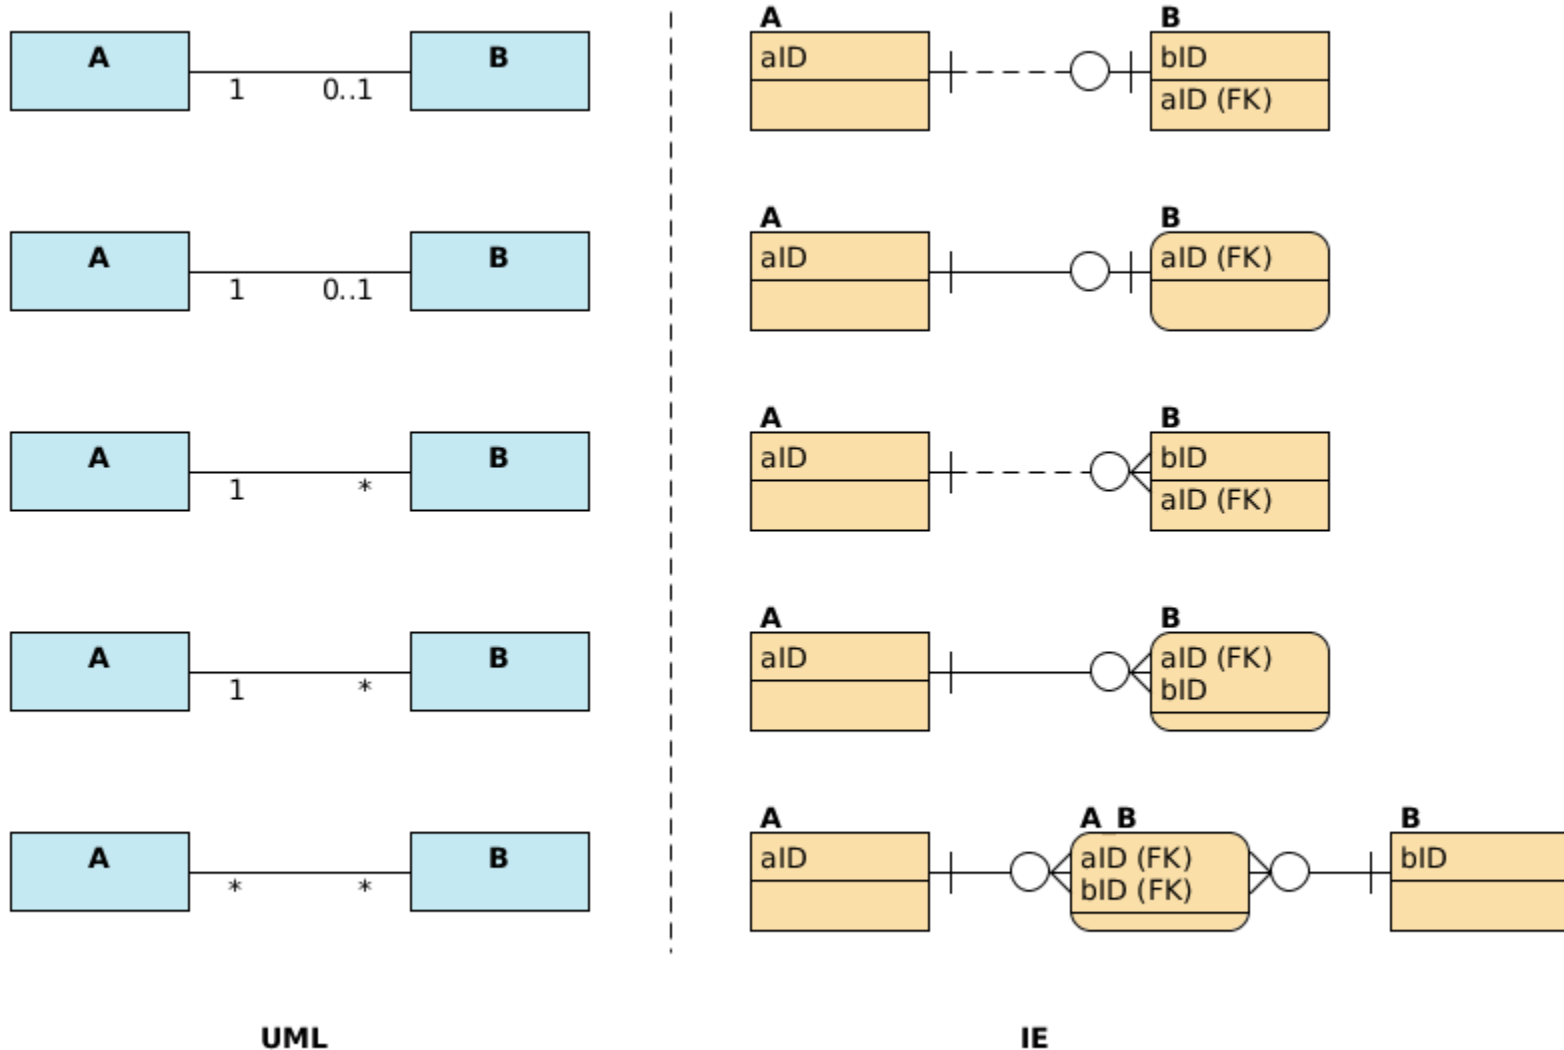 A
B
A B
1 0..1
aID
bID
aID (FK)
A
B
A B
1 0..1
aID
aID (FK)
A
B
A B
1 *
aID
bID
aID (FK)
A
B
A B
1 *
aID
aID (FK)
bID
A
A_B
B
A B
* *
aID
aID (FK)
bID (FK)
bID
UML
IE